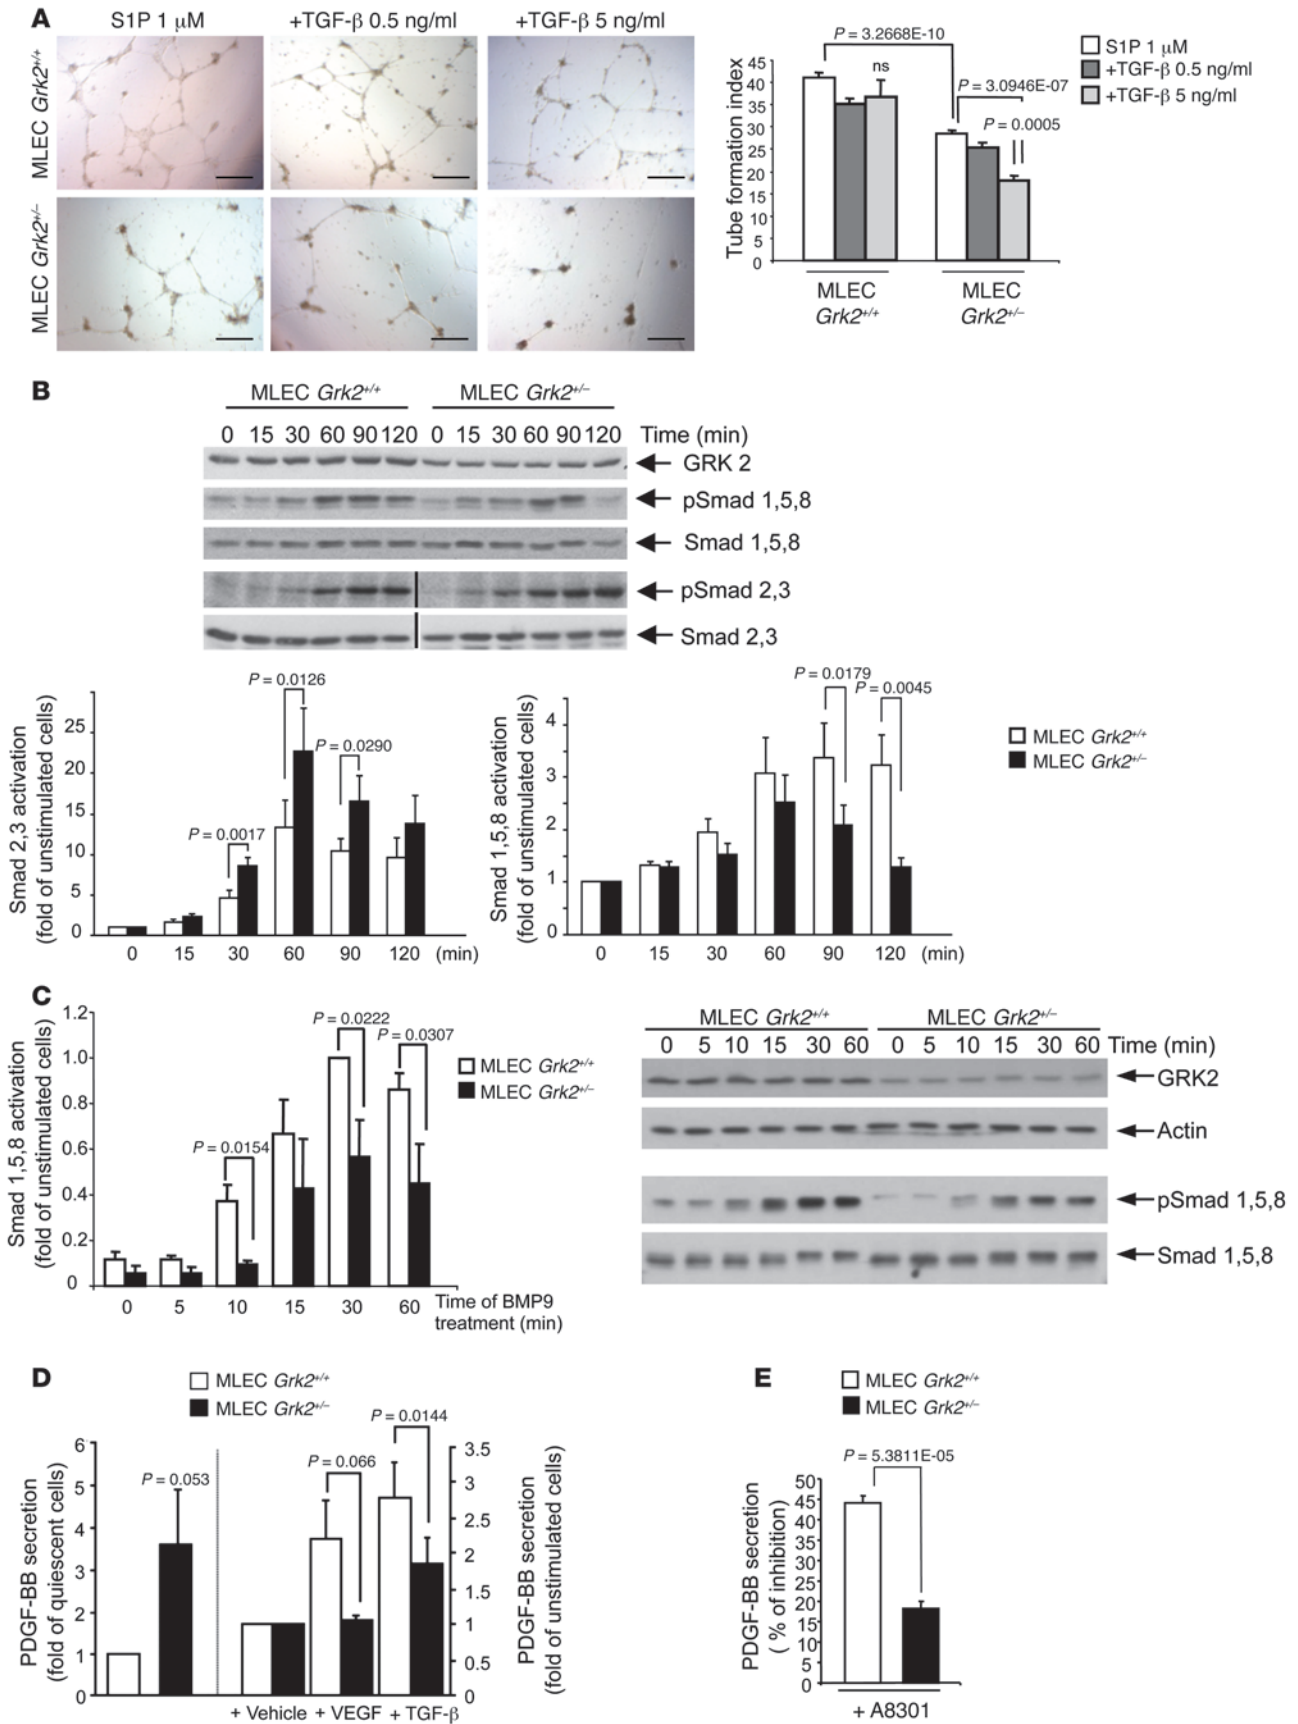 A
S1P 1 µM
+TGF-β 0.5 ng/ml
+TGF-β 5 ng/ml
MLEC Grk2+/+
MLEC Grk2+/–
P = 3.2668E-10
ns
P = 3.0946E-07
P = 0.0005
S1P 1 µM
+TGF-β 0.5 ng/ml
+TGF-β 5 ng/ml
Tube formation index
45
40
35
30
25
20
15
10
5
0
MLEC Grk2+/+
MLEC Grk2+/–
B
MLEC Grk2+/+
MLEC Grk2+/–
0 15 30 60 90 120 0 15 30 60 90 120 Time (min)
GRK 2
pSmad 1,5,8
Smad 1,5,8
pSmad 2,3
Smad 2,3
Smad 2,3 activation
(fold of unstimulated cells)
25
20
15
10
5
0
P = 0.0017
P = 0.0126
P = 0.0290
0 15 30 60 90 120 (min)
Smad 1,5,8 activation
(fold of unstimulated cells)
4
3
2
1
0
P = 0.0179
P = 0.0045
0 15 30 60 90 120 (min)
MLEC Grk2+/+
MLEC Grk2+/–
C
Smad 1,5,8 activation
(fold of unstimulated cells)
1.2
1.0
0.8
0.6
0.4
0.2
0
P = 0.0154
P = 0.0222
P = 0.0307
MLEC Grk2+/+
MLEC Grk2+/–
0 5 10 15 30 60 Time of BMP9
treatment (min)
MLEC Grk2+/+
MLEC Grk2+/–
0 5 10 15 30 60 0 5 10 15 30 60 Time (min)
GRK2
Actin
pSmad 1,5,8
Smad 1,5,8
D
MLEC Grk2+/+
MLEC Grk2+/–
PDGF-BB secretion
(fold of quiescent cells)
6
5
4
3
2
1
0
P = 0.053
P = 0.066
P = 0.0144
3.5
3
2.5
2
1.5
1
0.5
0
PDGF-BB secretion
(fold of unstimulated cells)
+ Vehicle + VEGF + TGF-β
E
MLEC Grk2+/+
MLEC Grk2+/–
P = 5.3811E-05
PDGF-BB secretion
( % of inhibition)
50
45
40
35
30
25
20
15
10
5
0
+ A8301